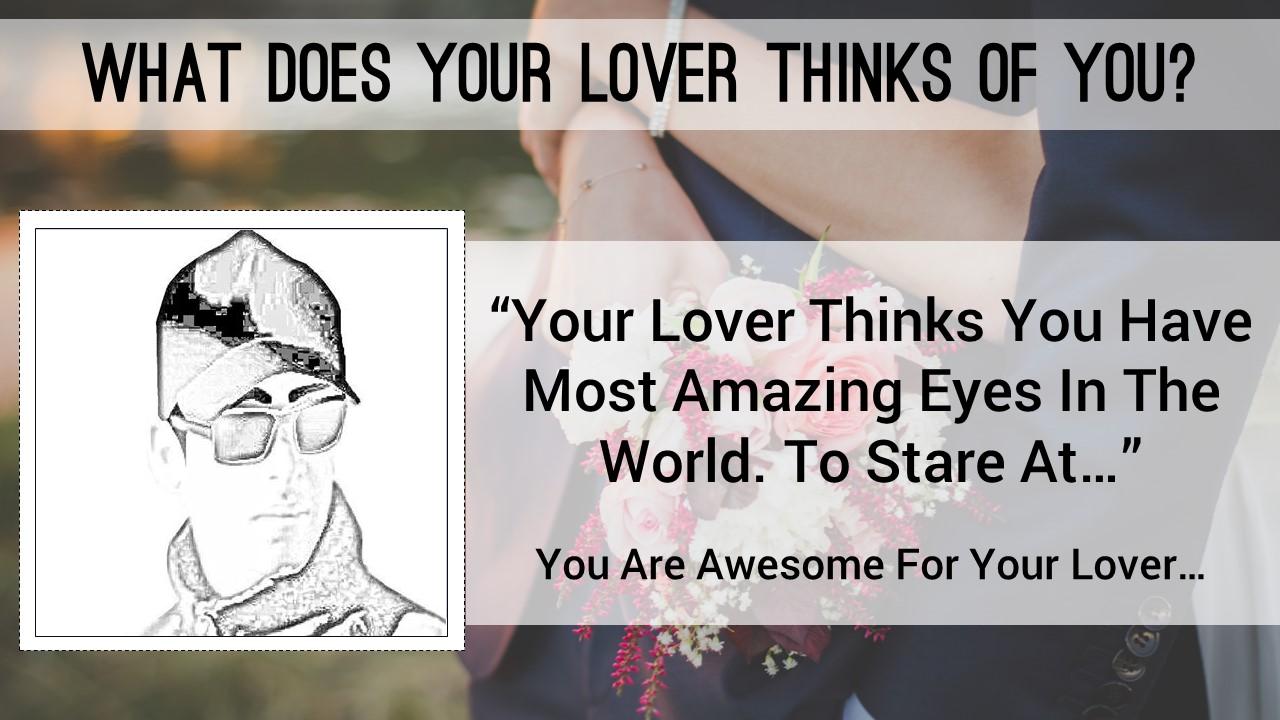 WHAT DOES YOUR LOVER THINKS OF YOU?
“Your Lover Thinks You Have
Most Amazing Eyes In The
World. To Stare At...”
You Are Awesome For Your Lover...